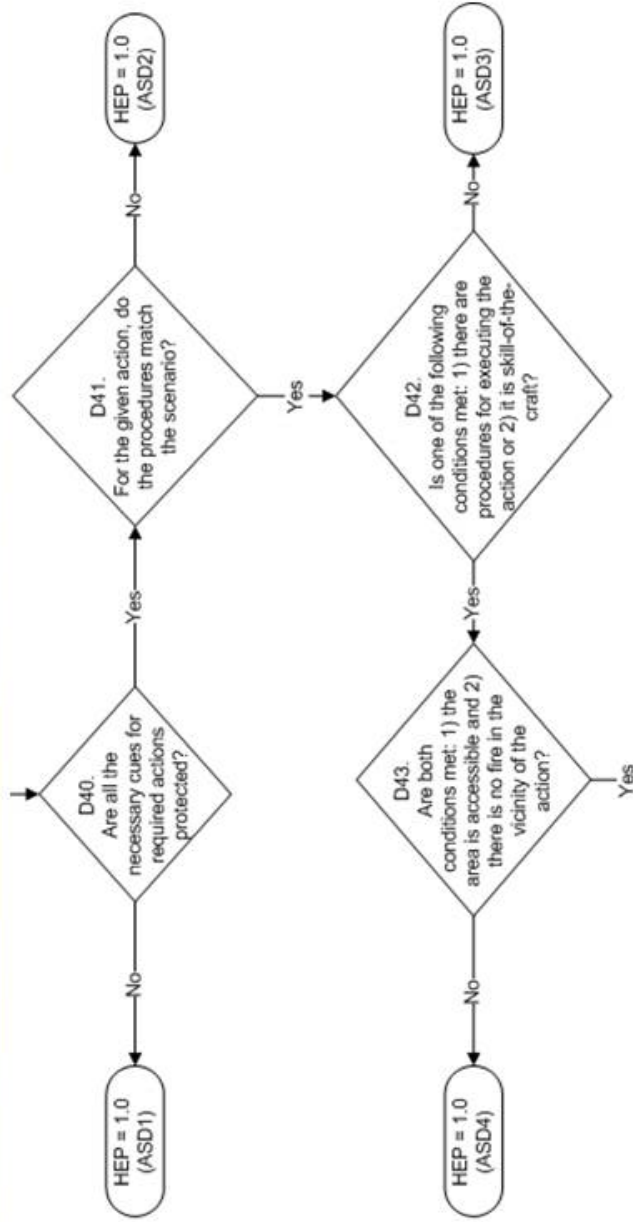 D40.
Are all the
necessary cues for
required actions
protected?
No
HEP = 1.0
(ASD1)
Yes
D41.
For the given action, do
the procedures match
the scenario?
No
HEP = 1.0
(ASD2)
Yes
D42.
Is one of the following
conditions met: 1) there are
procedures for executing the
action or 2) it is skill-of-the-
craft?
No
HEP = 1.0
(ASD3)
Yes
D43.
Are both
conditions met: 1) the
area is accessible and 2)
there is no fire in the
vicinity of the
action?
No
HEP = 1.0
(ASD4)
Yes